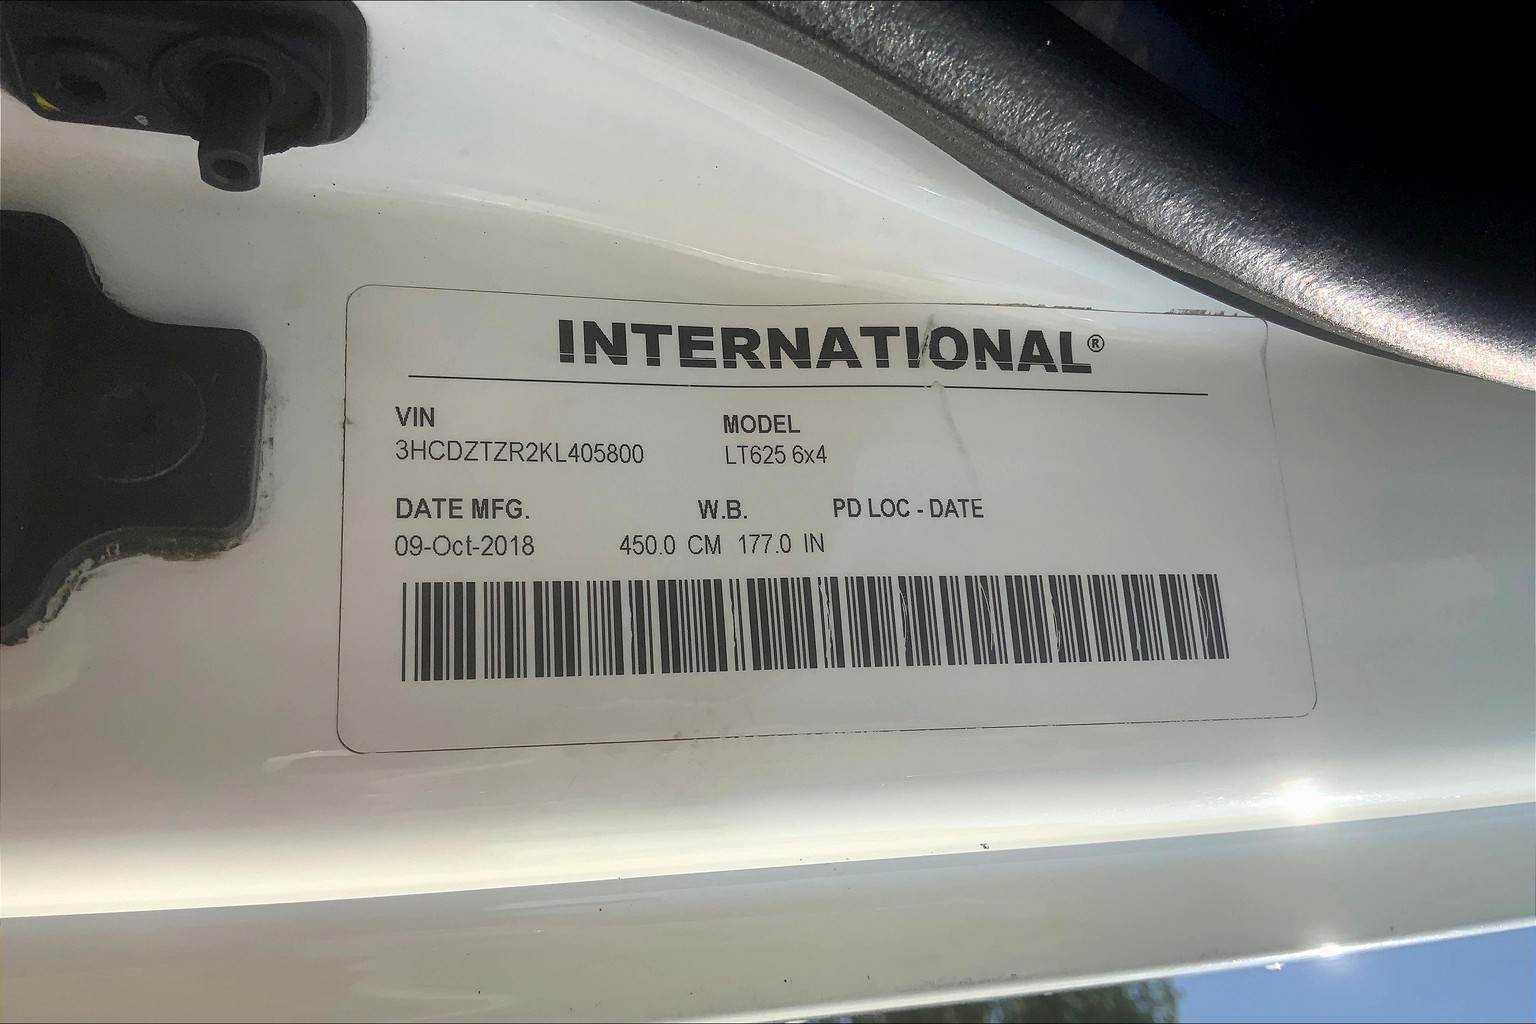 INTERNATIONAL®
VIN MODEL
3HCDZTZR2KL405800 LT625 6x4
DATE MFG. W.B. PD LOC - DATE
09-Oct-2018 450.0 CM 177.0 IN